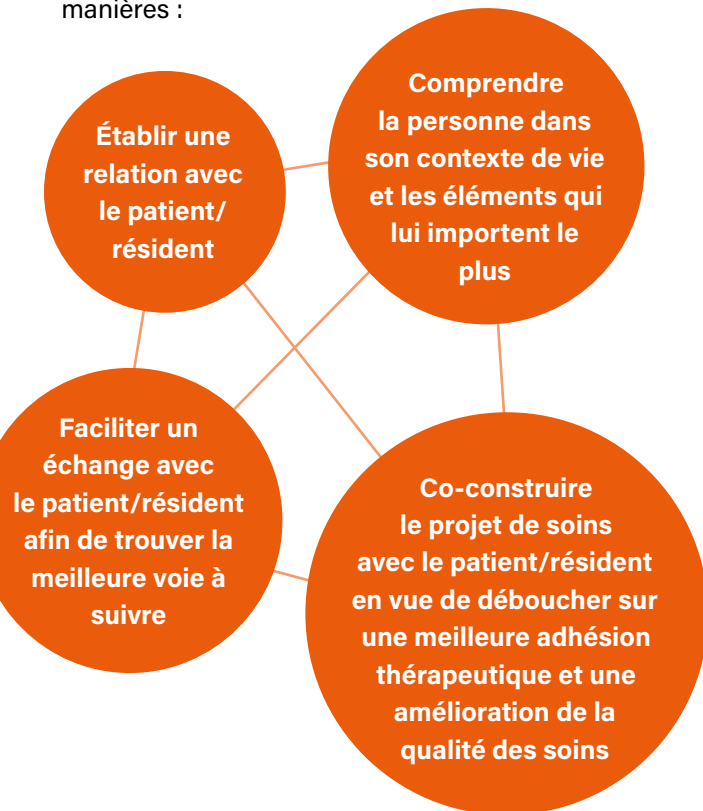 manières :
Établir une
relation avec
le patient/
résident
Comprendre
la personne dans
son contexte de vie
et les éléments qui
lui importent le
plus
Faciliter un
échange avec
le patient/résident
afin de trouver la
meilleure voie à
suivre
Co-construire
le projet de soins
avec le patient/résident
en vue de déboucher sur
une meilleure adhésion
thérapeutique et une
amélioration de la
qualité des soins